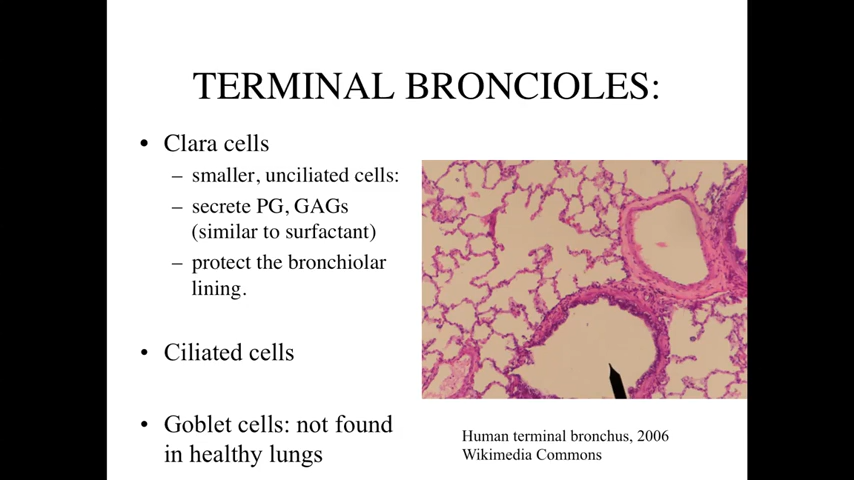 TERMINAL BRONCIOLES:
• Clara cells
– smaller, unciliated cells:
– secrete PG, GAGs
(similar to surfactant)
– protect the bronchiolar
lining.
• Ciliated cells
• Goblet cells: not found
in healthy lungs
Human terminal bronchus, 2006
Wikimedia Commons